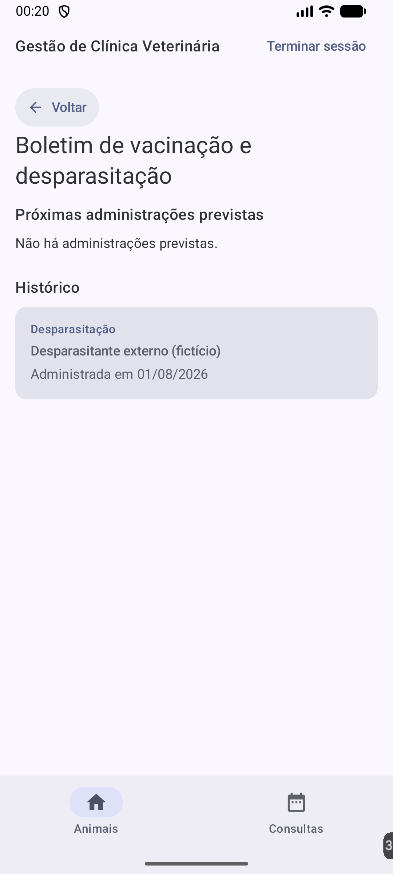 00:20
Gestão de Clínica Veterinária
Terminar sessão
Voltar
Boletim de vacinação e
desparasitação
Próximas administrações previstas
Não há administrações previstas.
Histórico
Desparasitação
Desparasitante externo (fictício)
Administrada em 01/08/2026
Animais
Consultas
3